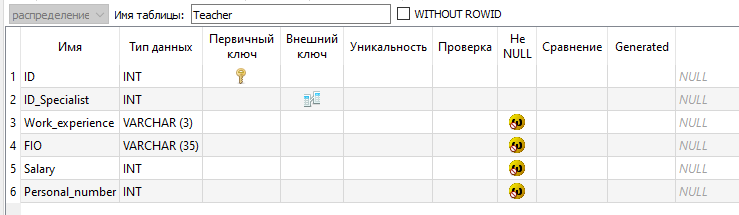 распределение Имя таблицы: Teacher WITHOUT ROWID
Имя Тип данных Первичный ключ Внешний ключ Уникальность Проверка Не NULL Сравнение Generated
1 ID INT NULL
2 ID_Specialist INT NULL
3 Work_experience VARCHAR (3) NULL
4 FIO VARCHAR (35) NULL
5 Salary INT NULL
6 Personal_number INT NULL